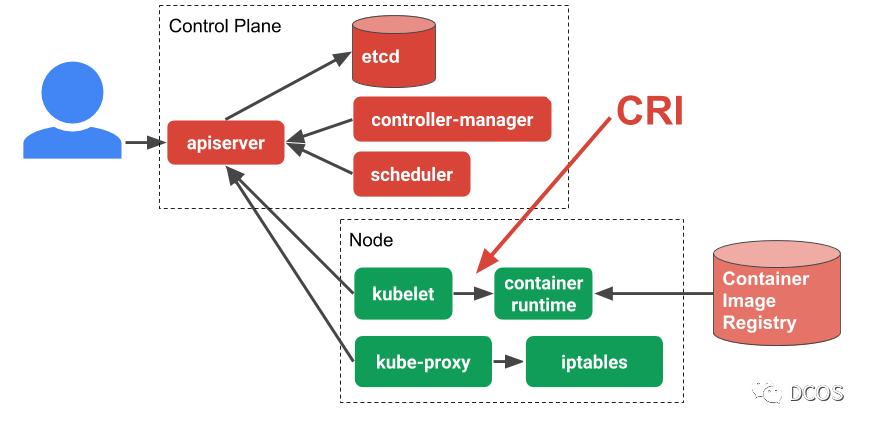 Control Plane
etcd
CRI
controller-manager
apiserver
scheduler
Node
kubelet
container
runtime
Container
Image
Registry
kube-proxy
iptables
DCOS